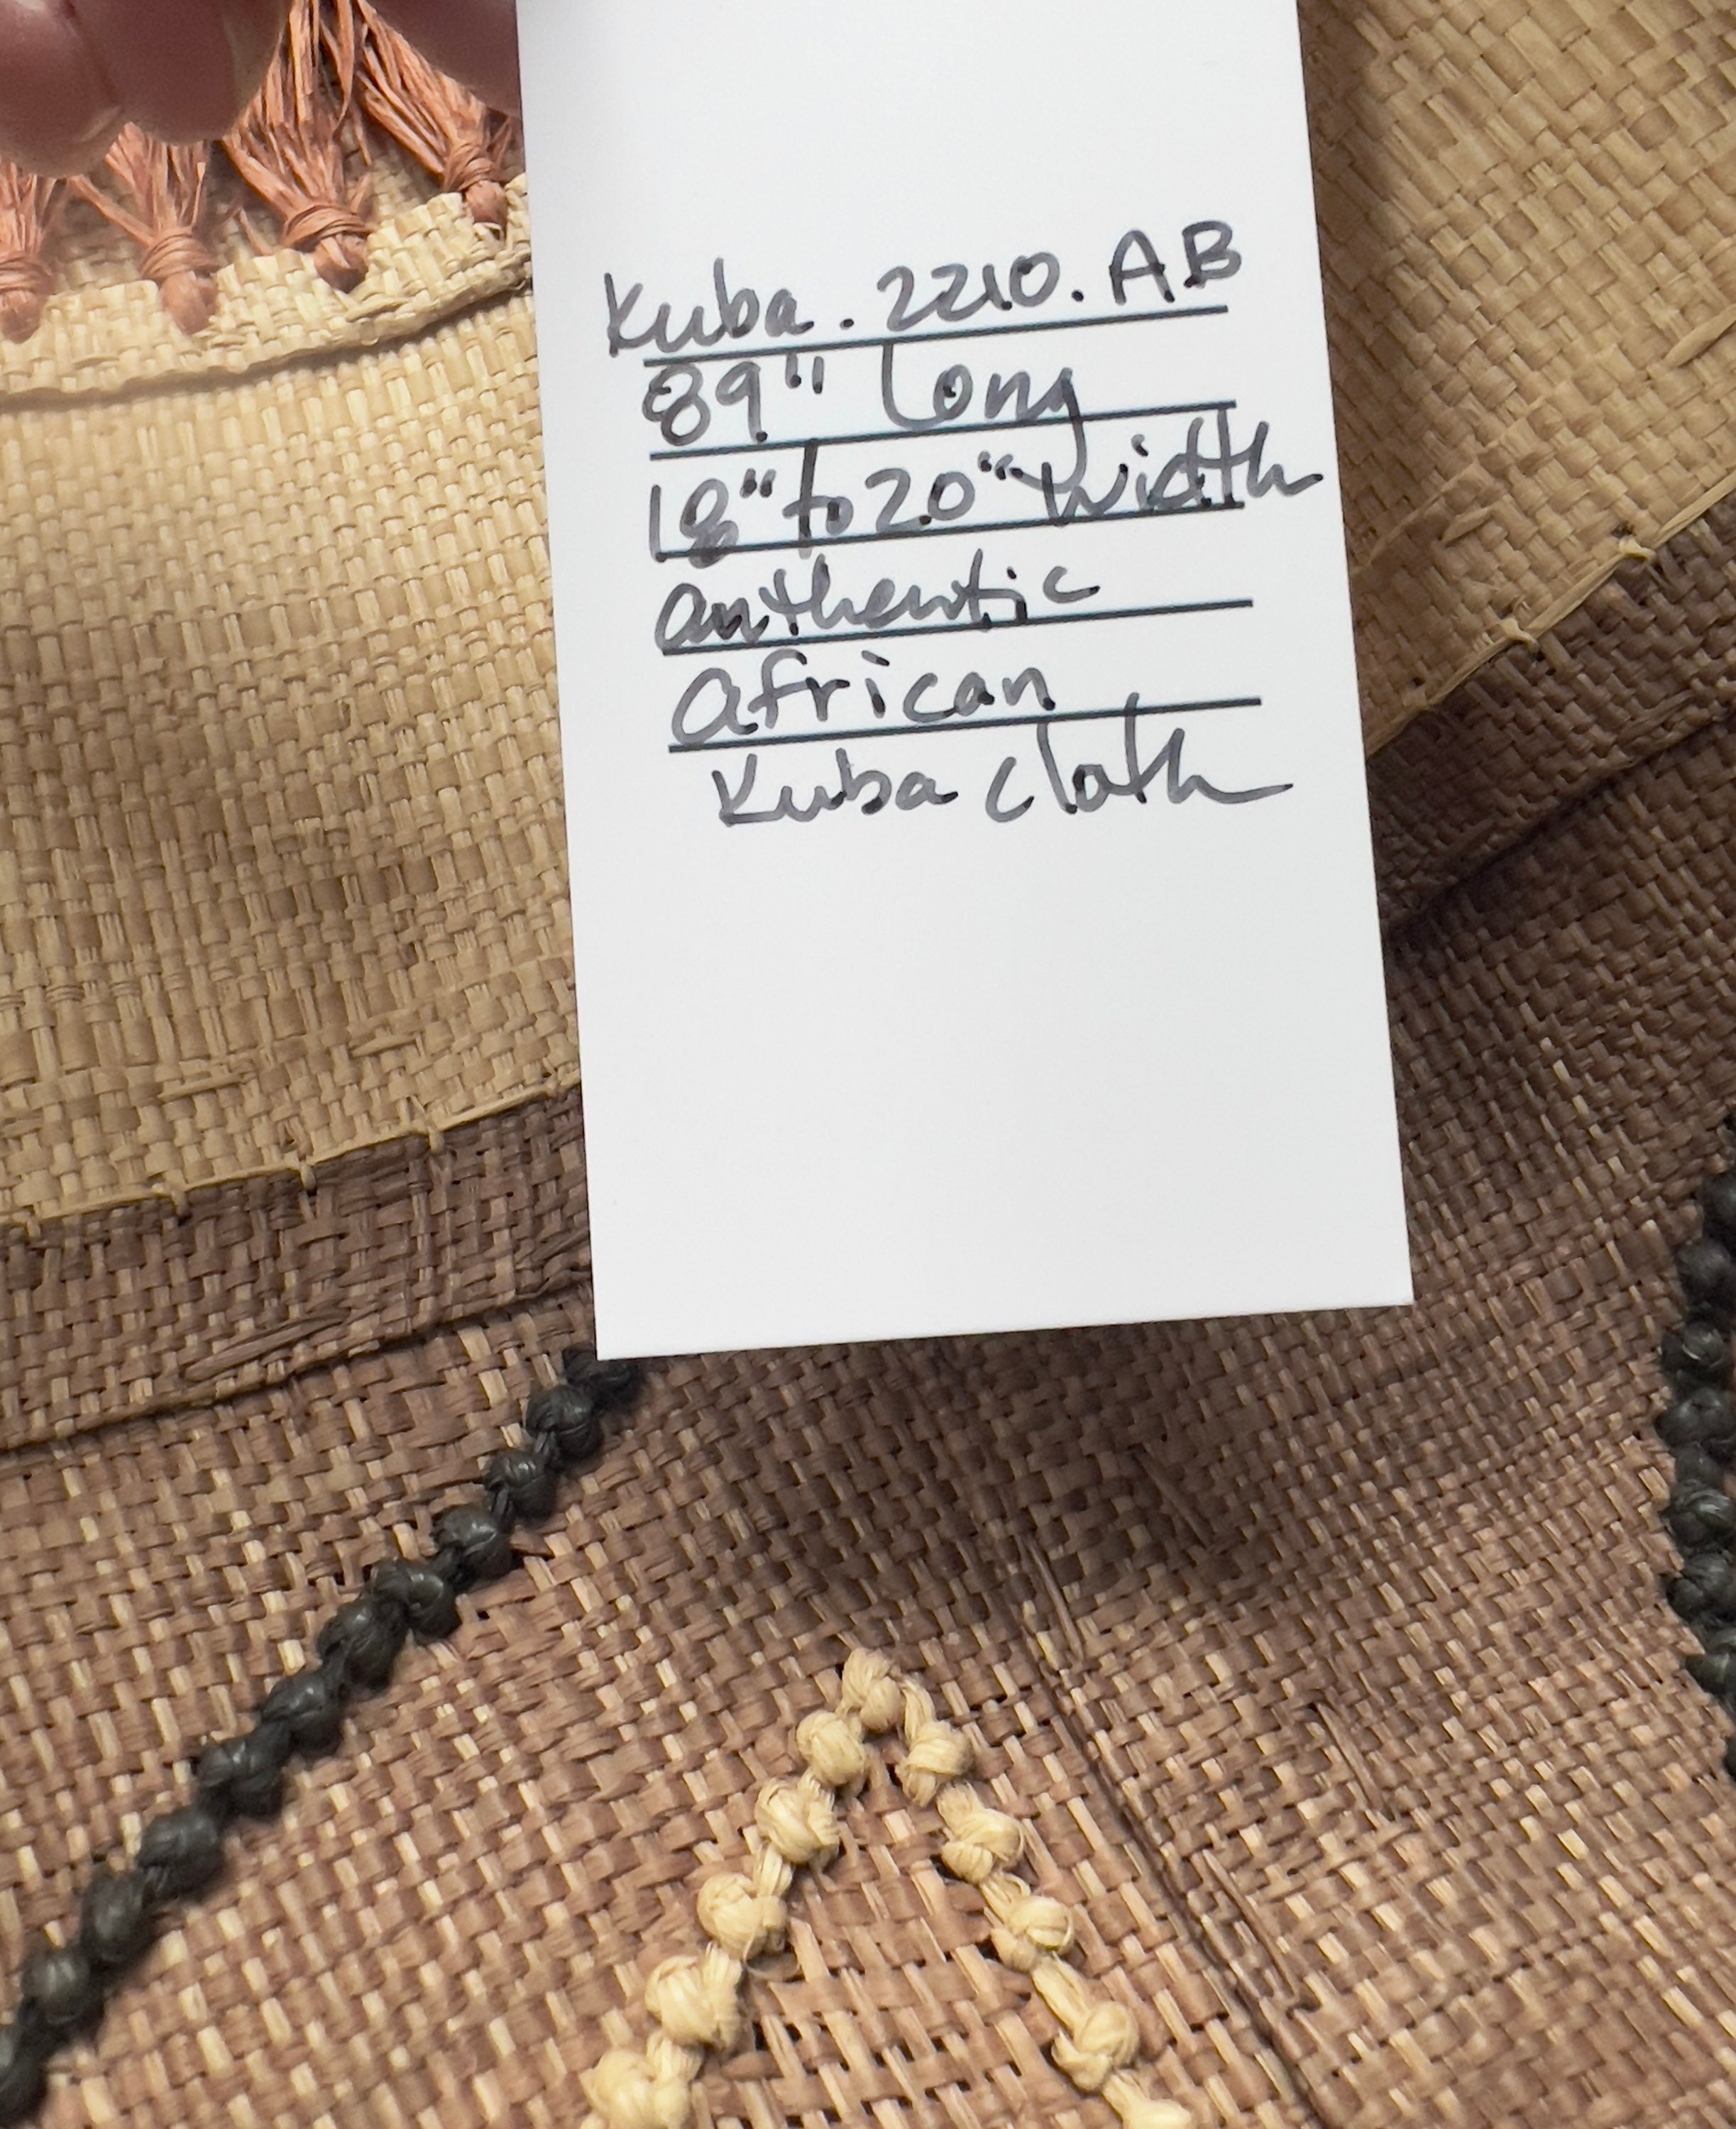 Kuba. 2210. AB
89" Long
18" to 20" width
authentic
african
Kuba cloth